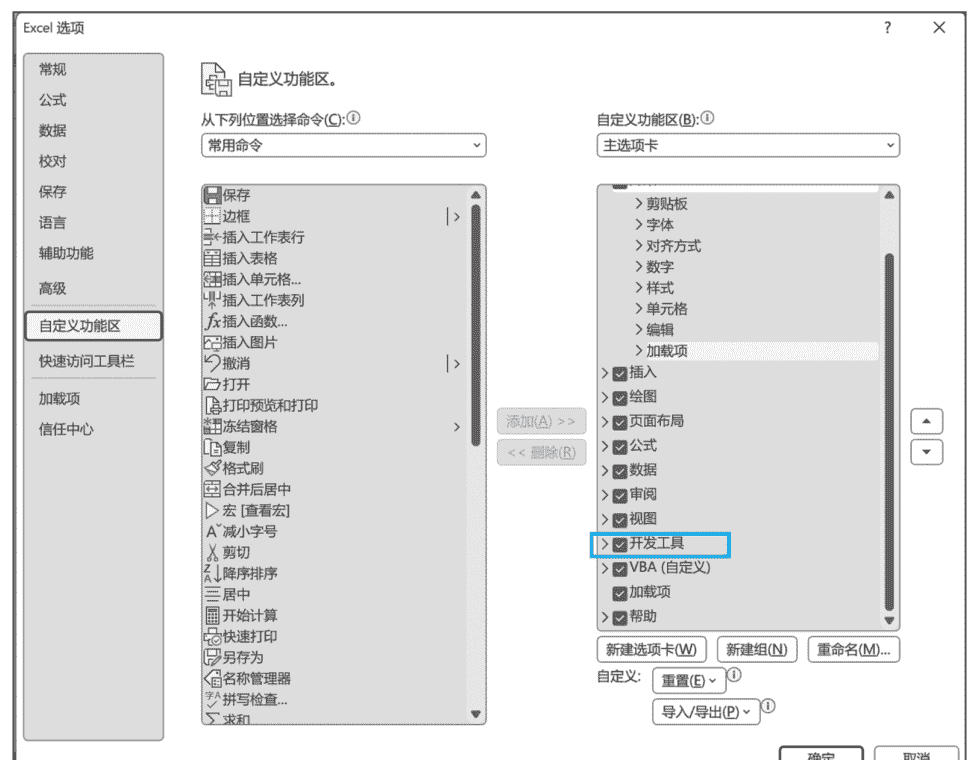 Excel 选项
?
常规
公式
数据
校对
保存
语言
辅助功能
高级
自定义功能区
快速访问工具栏
加载项
信任中心
自定义功能区。
从下列位置选择命令(C):
常用命令
保存
边框
插入工作表行
插入表格
插入单元格...
插入工作表列
插入函数...
插入图片
撤消
打开
打印预览和打印
冻结窗格
复制
格式刷
合并后居中
宏 [查看宏]
减小字号
剪切
降序排序
居中
开始计算
快速打印
另存为
名称管理器
拼写检查...
求和
添加(A) >>
<< 删除(R)
自定义功能区(B):
主选项卡
剪贴板
字体
对齐方式
数字
样式
单元格
编辑
加载项
插入
绘图
页面布局
公式
数据
审阅
视图
开发工具
VBA (自定义)
加载项
帮助
新建选项卡(W)
新建组(N)
重命名(M)...
自定义:
重置(E)
导入/导出(P)
确定
取消